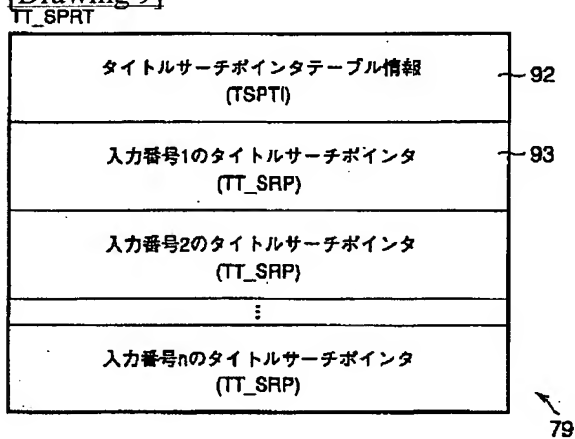 [Drawing 9]
TT_SPRT
タイトルサーチポインタテーブル情報
(TSPTI)
92
入力番号1のタイトルサーチポインタ
(TT_SRP)
93
入力番号2のタイトルサーチポインタ
(TT_SRP)
⋮
入力番号nのタイトルサーチポインタ
(TT_SRP)
79